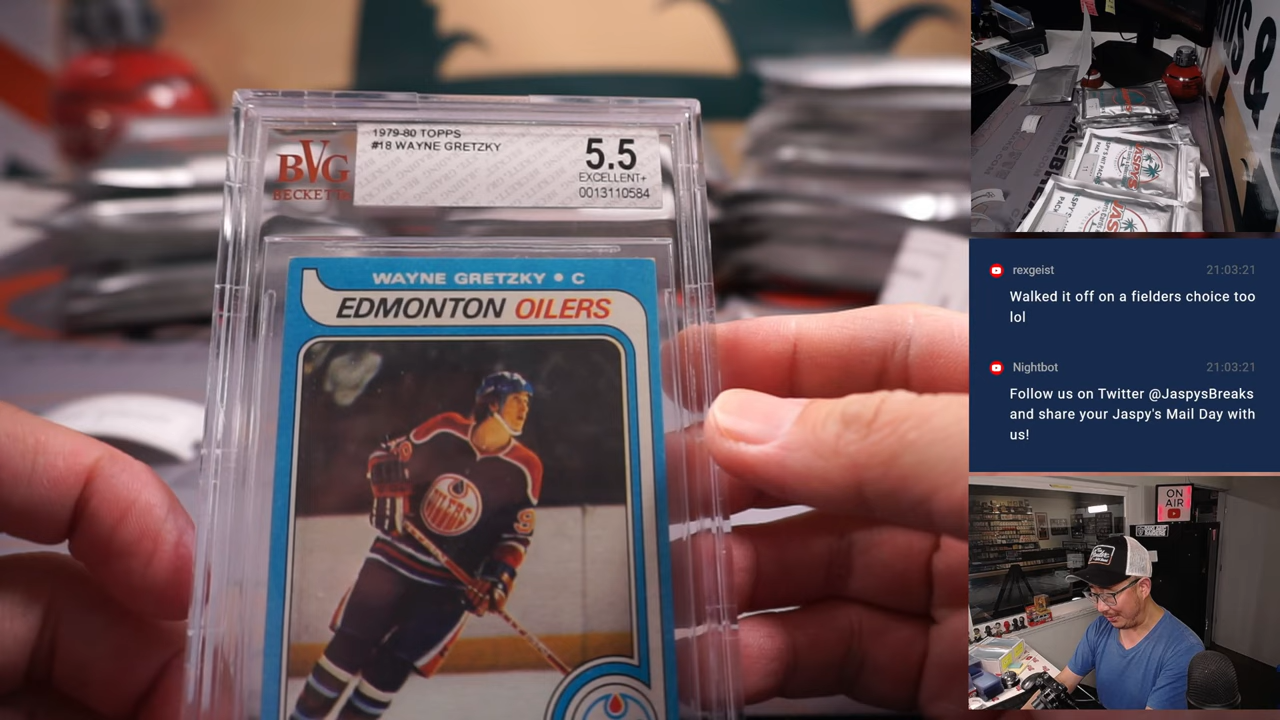 1979-80 TOPPS
#18 WAYNE GRETZKY
BVG
BECKETT
5.5
EXCELLENT+
0013110584
WAYNE GRETZKY • C
EDMONTON OILERS
OILERS
9
rexgeist 21:03:21
Walked it off on a fielders choice too
lol
Nightbot 21:03:21
Follow us on Twitter @JaspysBreaks
and share your Jaspy's Mail Day with
us!
ON
AIR